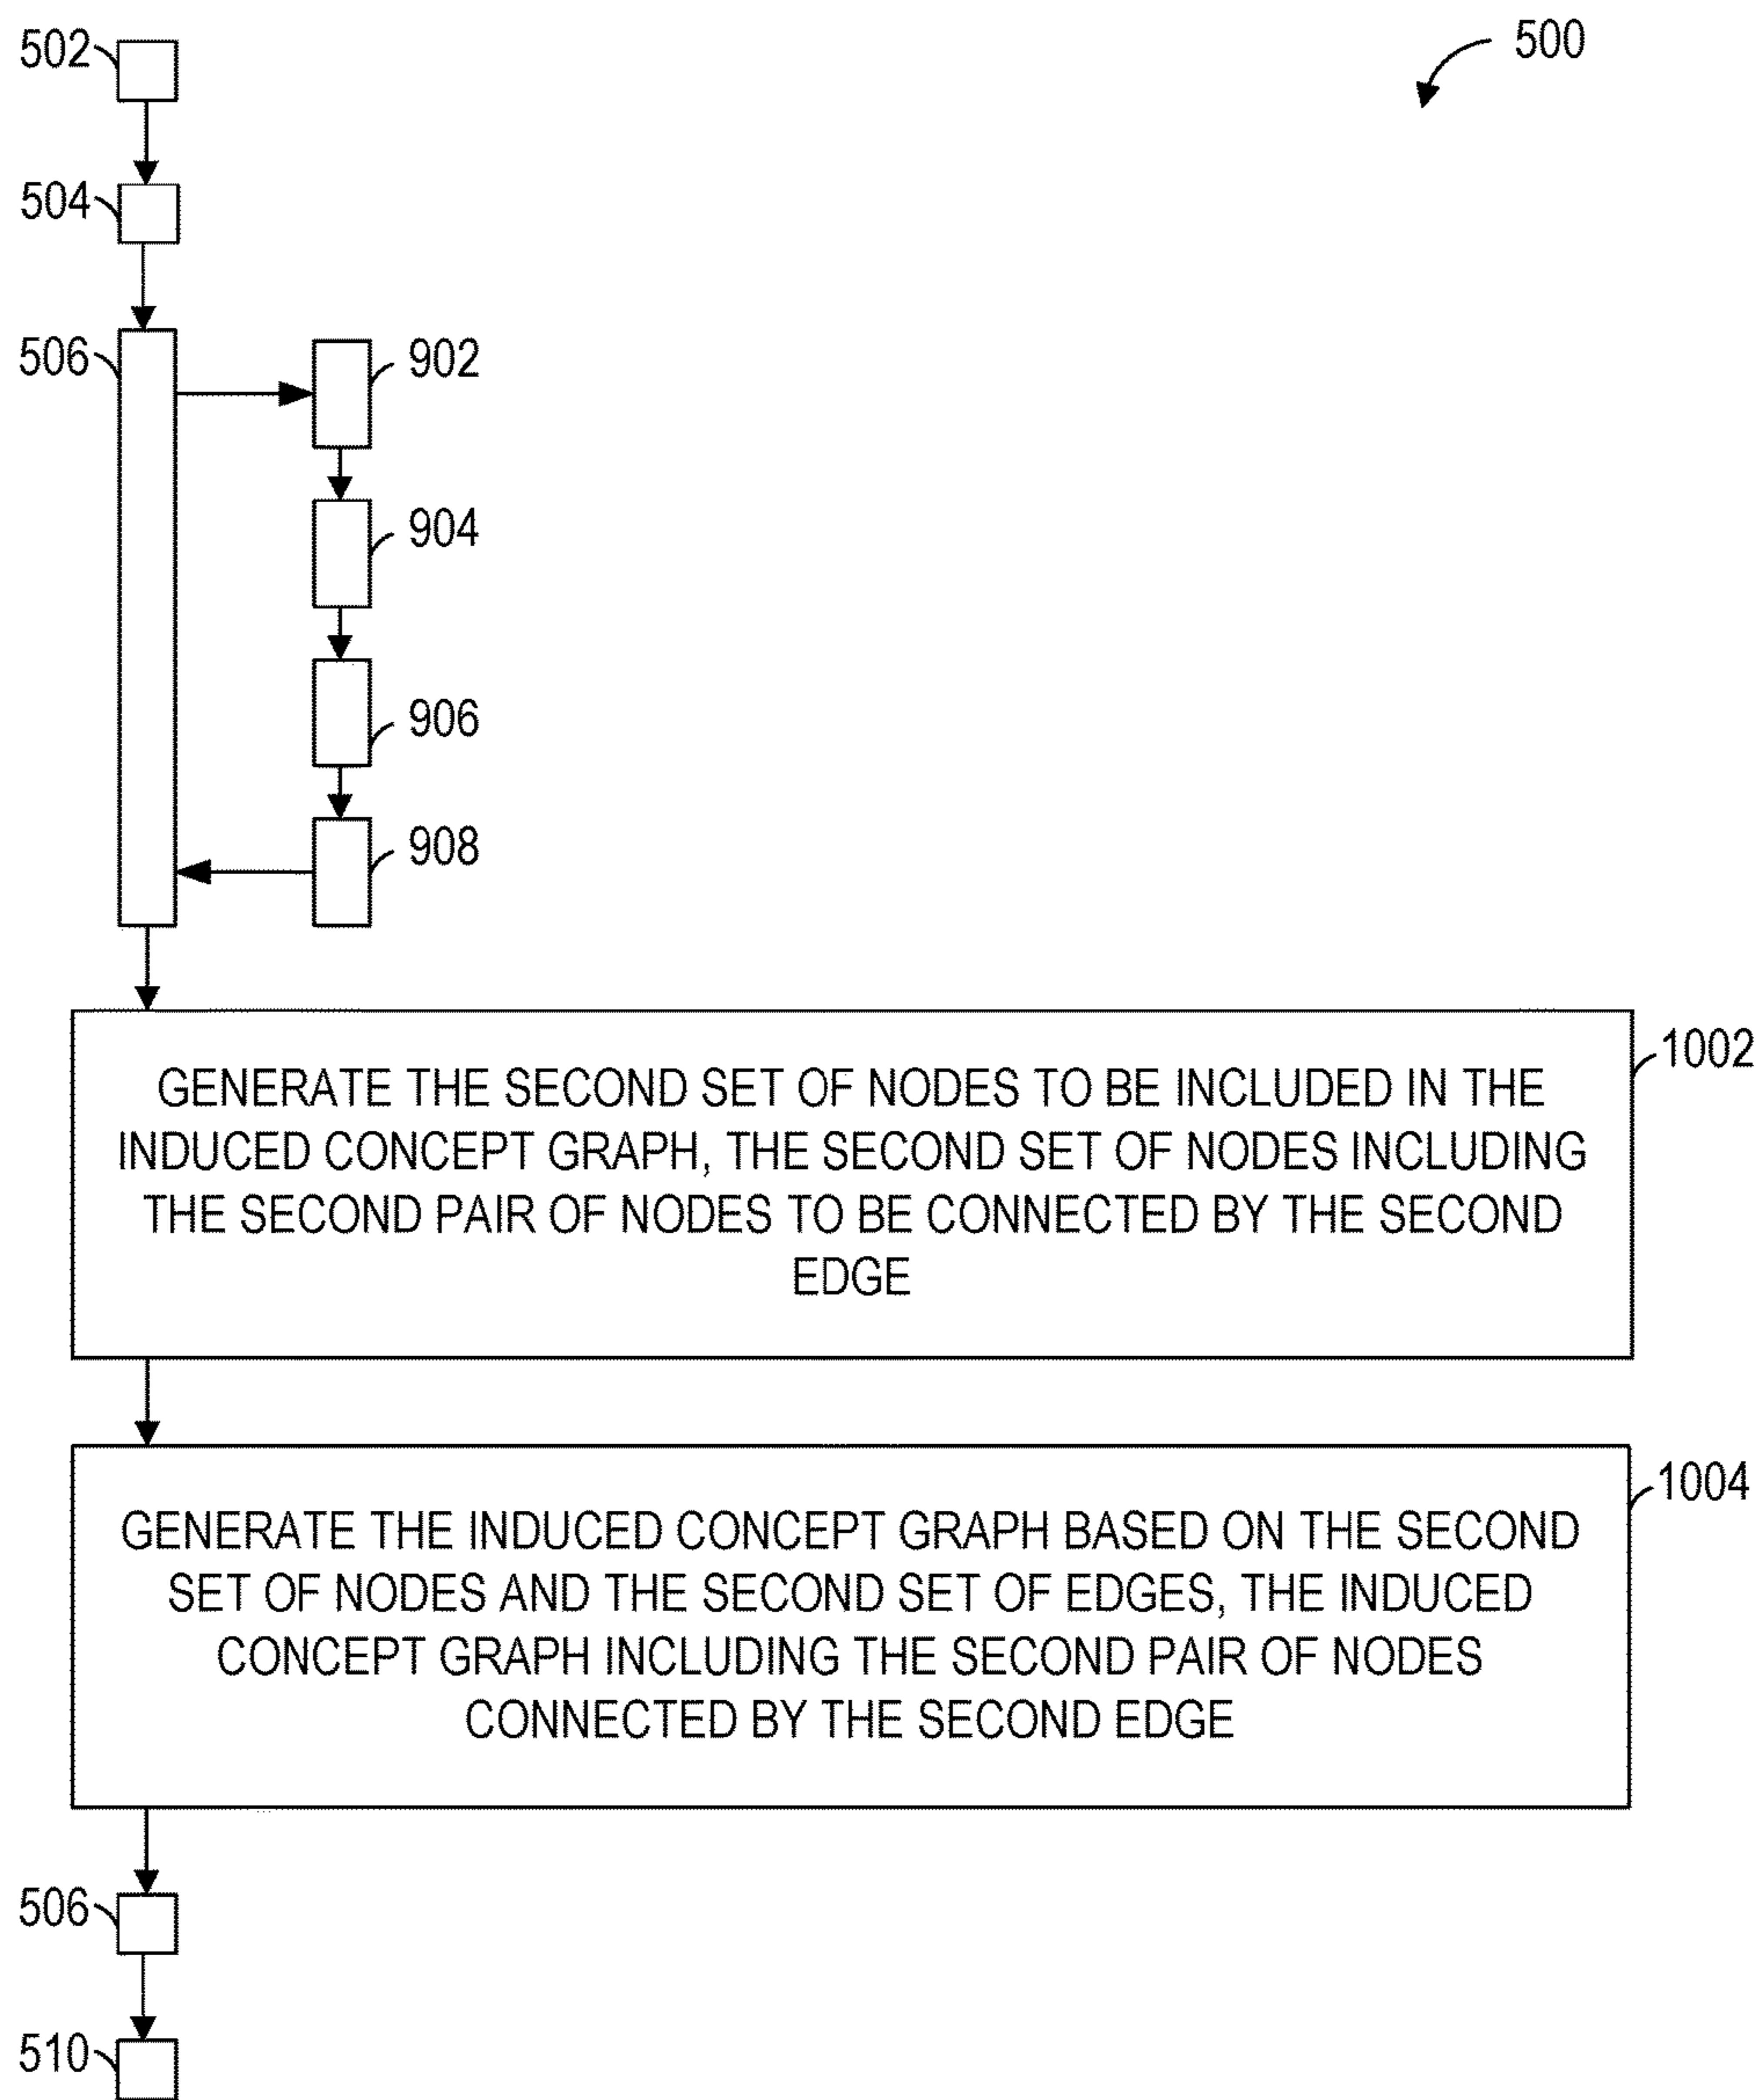 502
500
504
506
902
904
906
908
1002
GENERATE THE SECOND SET OF NODES TO BE INCLUDED IN THE
INDUCED CONCEPT GRAPH, THE SECOND SET OF NODES INCLUDING
THE SECOND PAIR OF NODES TO BE CONNECTED BY THE SECOND
EDGE
1004
GENERATE THE INDUCED CONCEPT GRAPH BASED ON THE SECOND
SET OF NODES AND THE SECOND SET OF EDGES, THE INDUCED
CONCEPT GRAPH INCLUDING THE SECOND PAIR OF NODES
CONNECTED BY THE SECOND EDGE
506
510